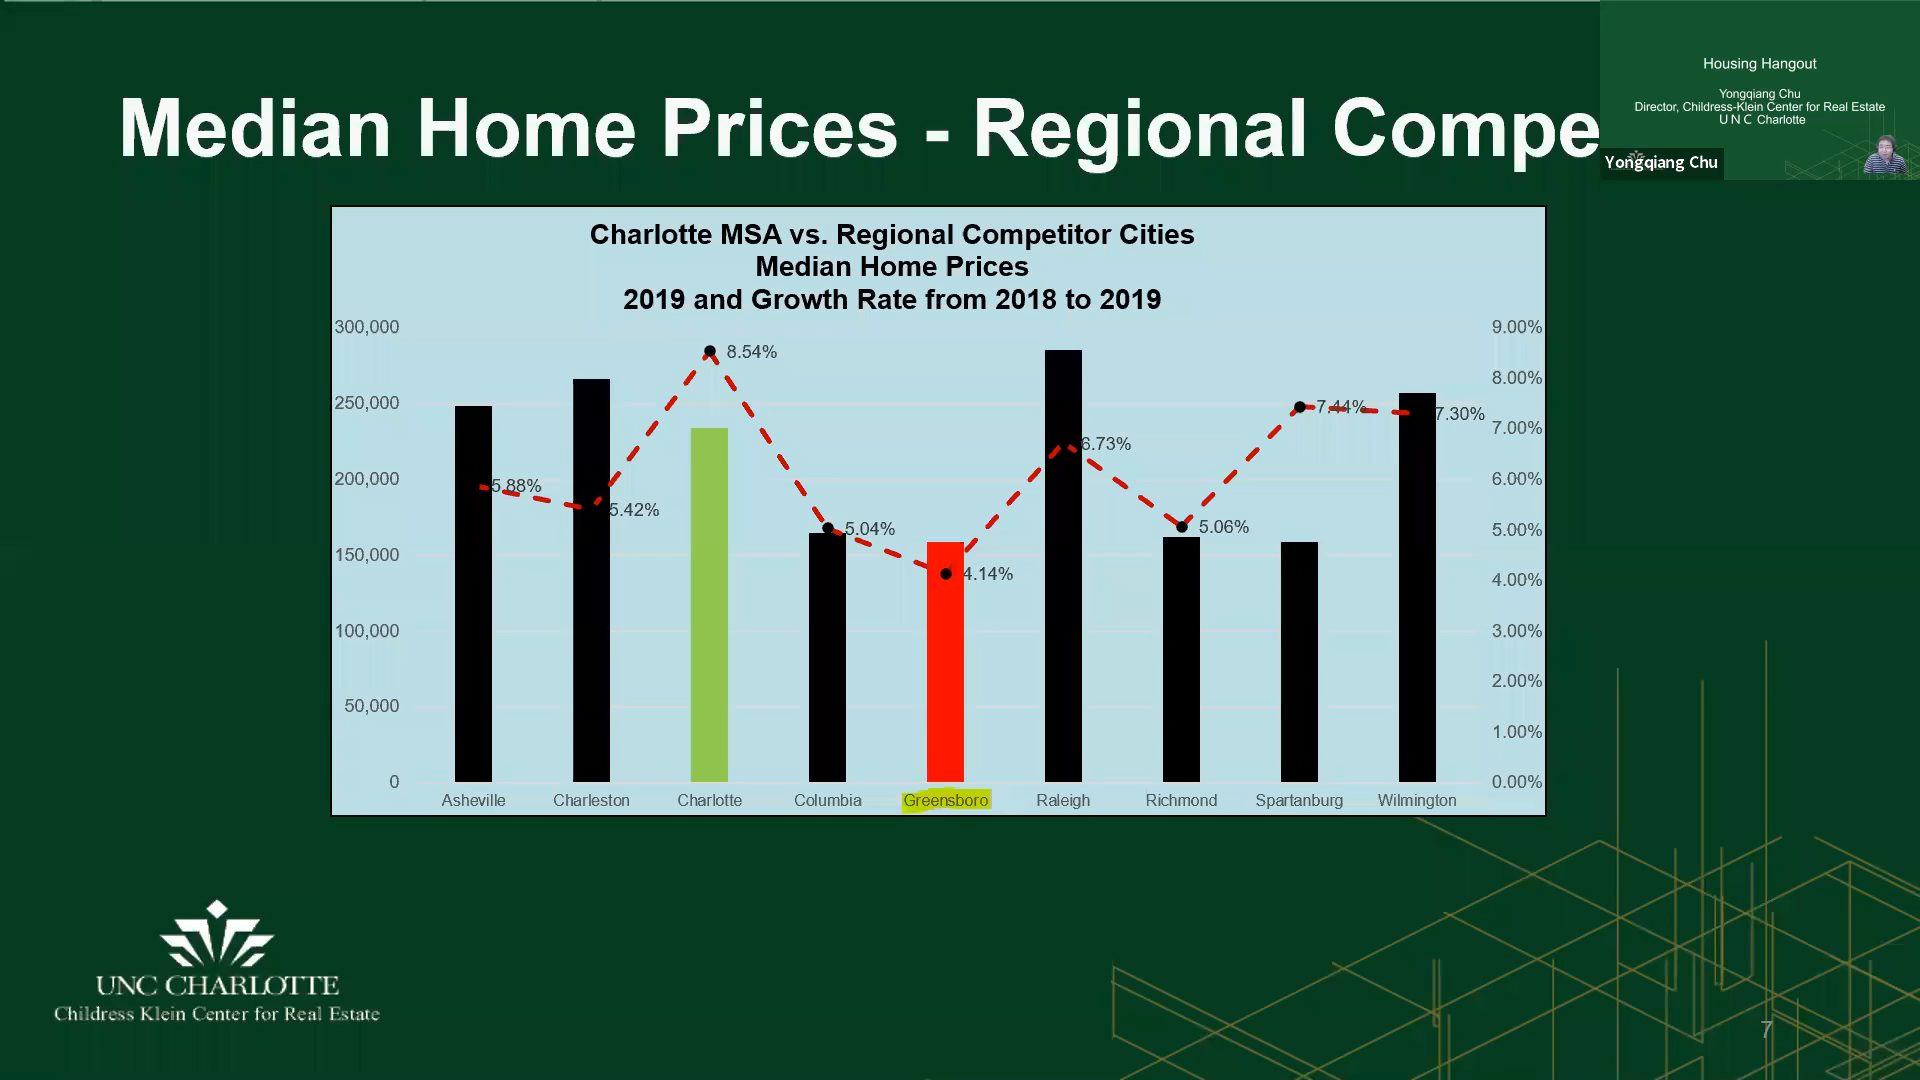 Median Home Prices - Regional Compe
Housing Hangout
Yongqiang Chu
Director, Childress-Klein Center for Real Estate
U N C Charlotte
Yongqiang Chu
Charlotte MSA vs. Regional Competitor Cities
Median Home Prices
2019 and Growth Rate from 2018 to 2019
300,000
250,000
200,000
150,000
100,000
50,000
0
9.00%
8.00%
7.00%
6.00%
5.00%
4.00%
3.00%
2.00%
1.00%
0.00%
5.88%
5.42%
8.54%
5.04%
4.14%
6.73%
5.06%
7.44%
7.30%
Asheville
Charleston
Charlotte
Columbia
Greensboro
Raleigh
Richmond
Spartanburg
Wilmington
UNC CHARLOTTE
Childress Klein Center for Real Estate
7